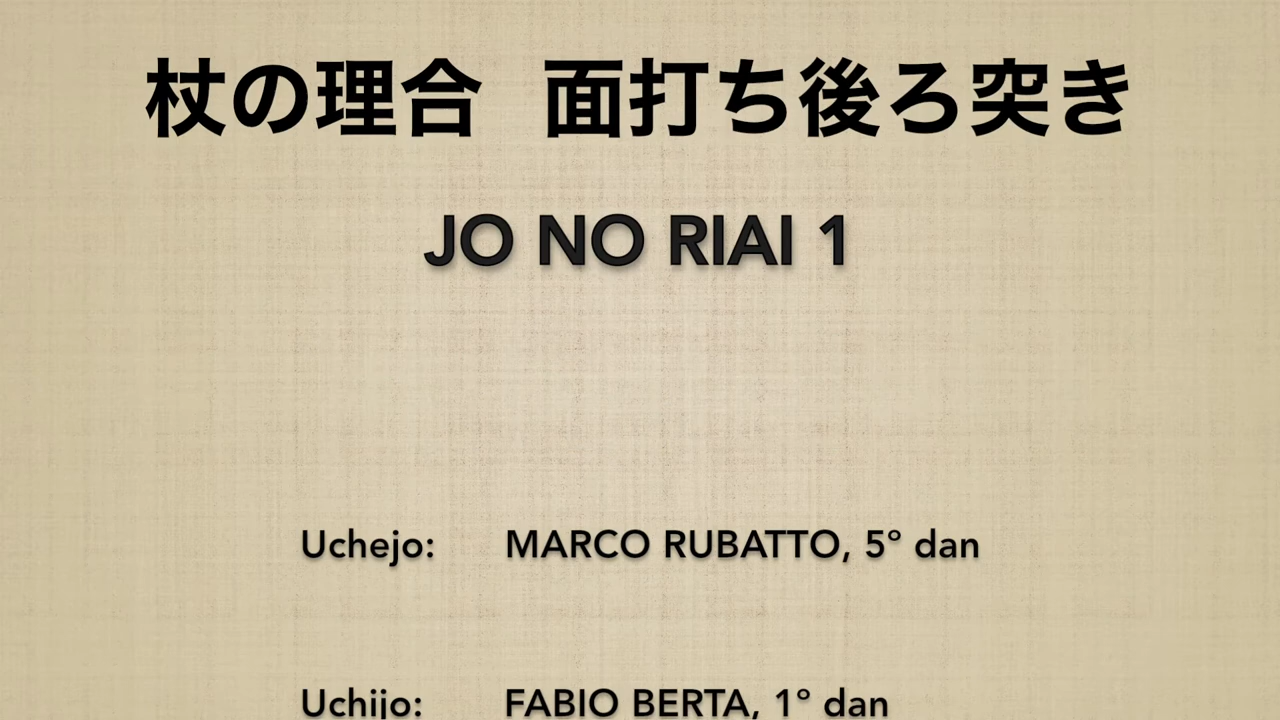 杖の理合 面打ち後ろ突き
JO NO RIAI 1
Uchejo: MARCO RUBATTO, 5° dan
Uchijo: FABIO BERTA, 1° dan